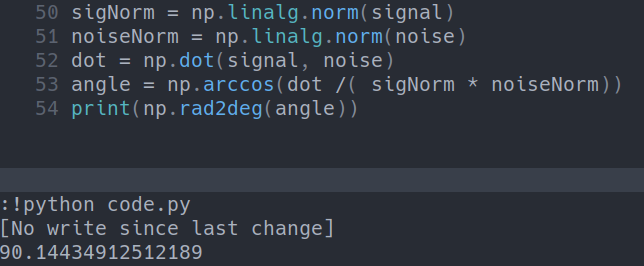 50 sigNorm = np.linalg.norm(signal)
51 noiseNorm = np.linalg.norm(noise)
52 dot = np.dot(signal, noise)
53 angle = np.arccos(dot /( sigNorm * noiseNorm))
54 print(np.rad2deg(angle))
:!python code.py
[No write since last change]
90.14434912512189